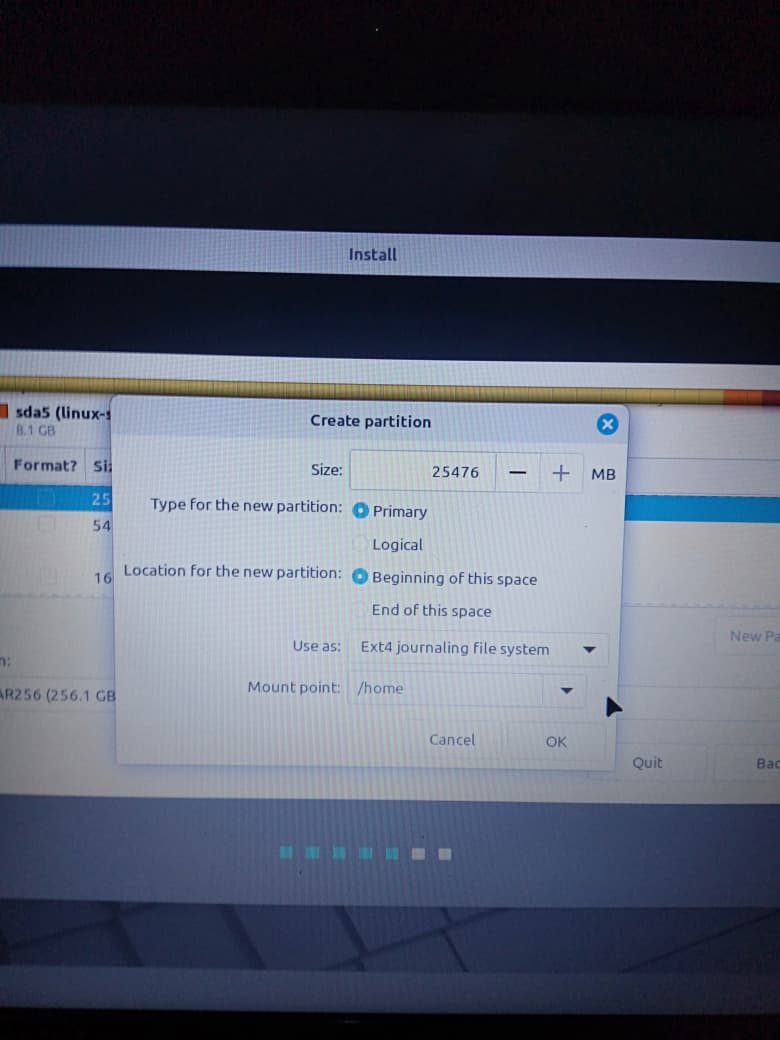 Install
sda5 (linux-s
8.1 GB
Create partition
Format? Siz
Size: 25476 MB
25
Type for the new partition: Primary
54
Logical
16
Location for the new partition: Beginning of this space
End of this space
New Pa
Use as: Ext4 journaling file system
n:
Mount point: /home
AR256 (256.1 GB
Cancel OK
Quit Bac